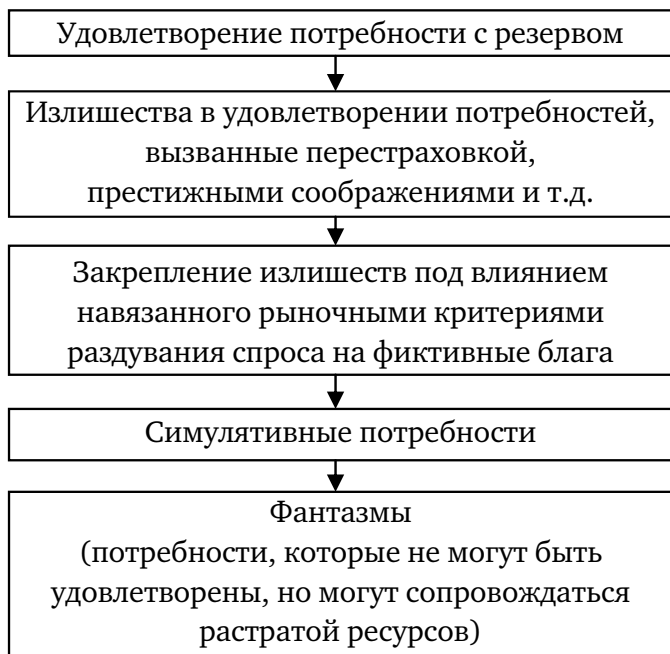 Удовлетворение потребности с резервом
Излишества в удовлетворении потребностей,
вызванные перестраховкой,
престижными соображениями и т.д.
Закрепление излишеств под влиянием
навязанного рыночными критериями
раздувания спроса на фиктивные блага
Симулятивные потребности
Фантазмы
(потребности, которые не могут быть
удовлетворены, но могут сопровождаться
растратой ресурсов)